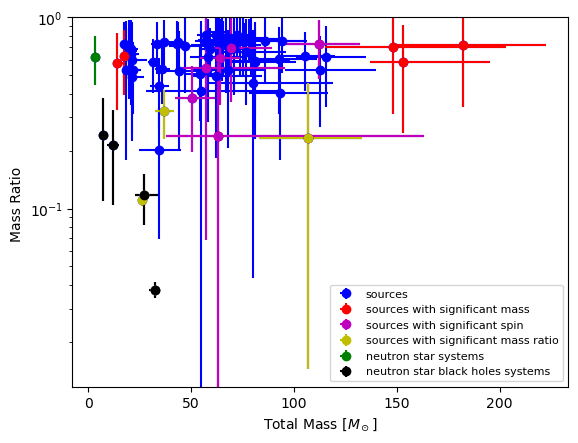 10⁰
Mass Ratio
10⁻¹
sources
sources with significant mass
sources with significant spin
sources with significant mass ratio
neutron star systems
neutron star black holes systems
0 50 100 150 200
Total Mass [M⊙]